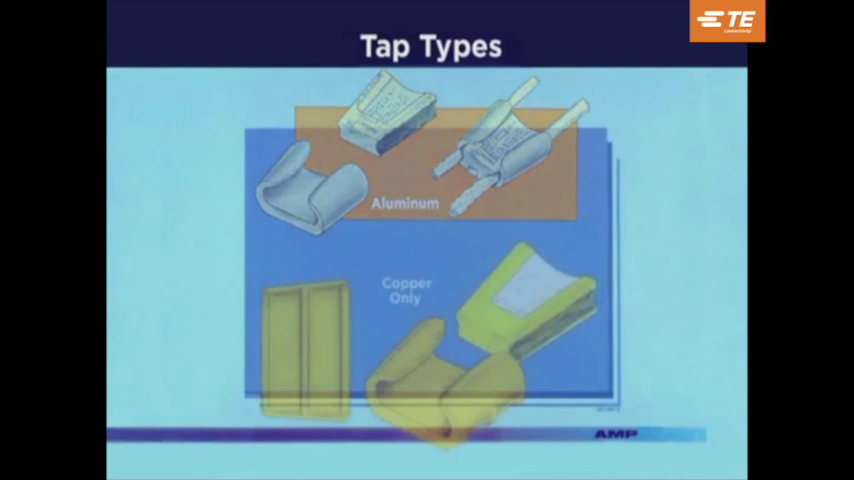 TE
connectivity
Tap Types
Aluminum
Copper
Only
AMP